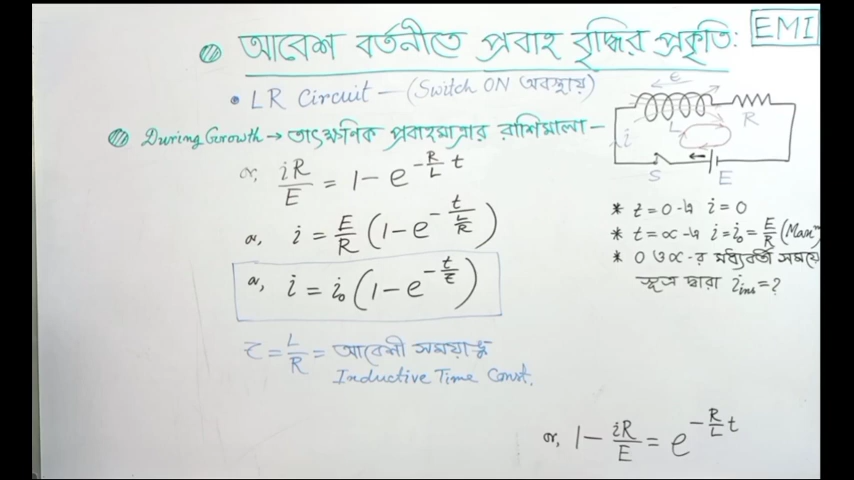 আবেশ বর্তনীতে প্রবাহ বৃদ্ধির প্রকৃতি: EMI
• LR Circuit — (Switch ON অবস্থায়)
During Growth → তাৎক্ষণিক প্রবাহমাত্রার রাশিমালা —
or, iR/E = 1 − e^(−R/L t)
or, i = E/R (1 − e^(−t/(L/R)))
or, i = i₀ (1 − e^(−t/τ))
τ = L/R = আবেশী সময়াঙ্ক
Inductive Time Const.
e
L R
i
S E
* t = 0 -এ i = 0
* t = ∝ -এ i = i₀ = E/R (Maxᵐ)
* 0 ও ∝ -র মধ্যবর্তী সময়ে
সূত্র দ্বারা i_ins = ?
or, 1 − iR/E = e^(−R/L t)